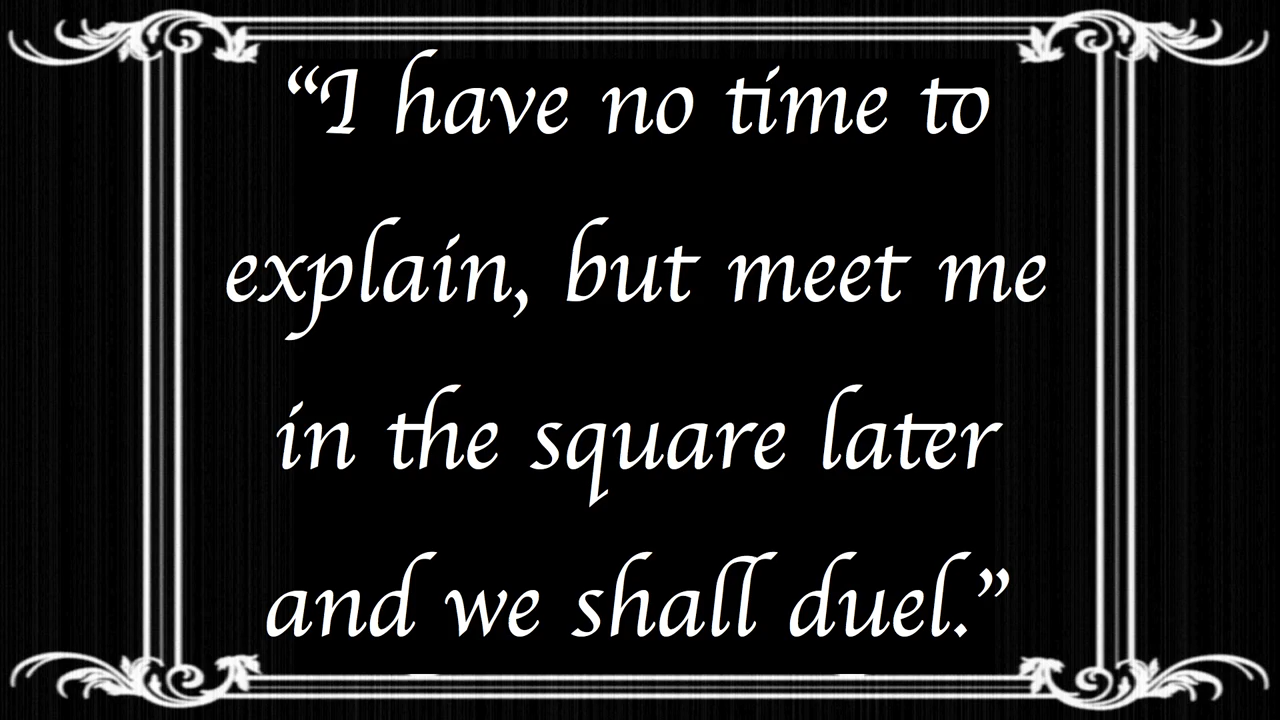 “I have no time to
explain, but meet me
in the square later
and we shall duel.”